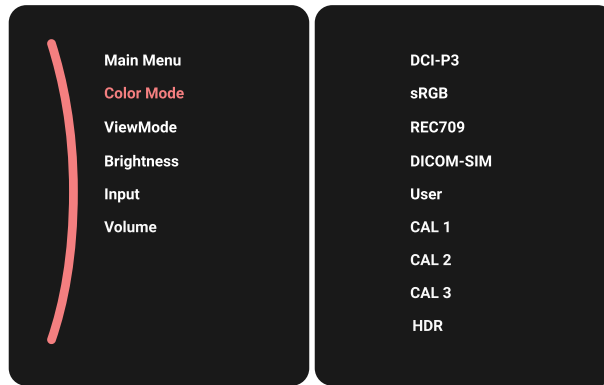 Main Menu
Color Mode
ViewMode
Brightness
Input
Volume
DCI-P3
sRGB
REC709
DICOM-SIM
User
CAL 1
CAL 2
CAL 3
HDR